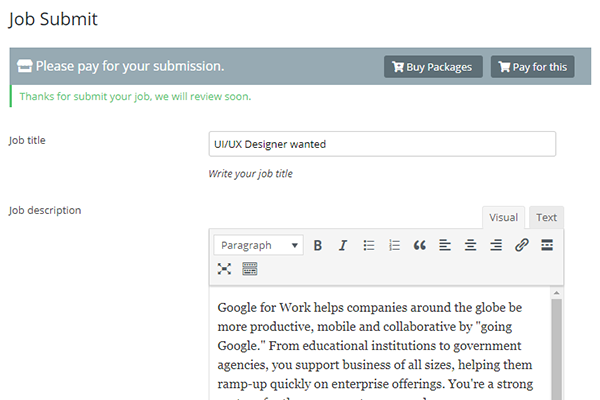 Job Submit
Please pay for your submission.
Buy Packages
Pay for this
Thanks for submit your job, we will review soon.
Job title
UI/UX Designer wanted
Write your job title
Job description
Visual
Text
Paragraph
Google for Work helps companies around the globe be
more productive, mobile and collaborative by "going
Google." From educational institutions to government
agencies, you support business of all sizes, helping them
ramp-up quickly on enterprise offerings. You're a strong